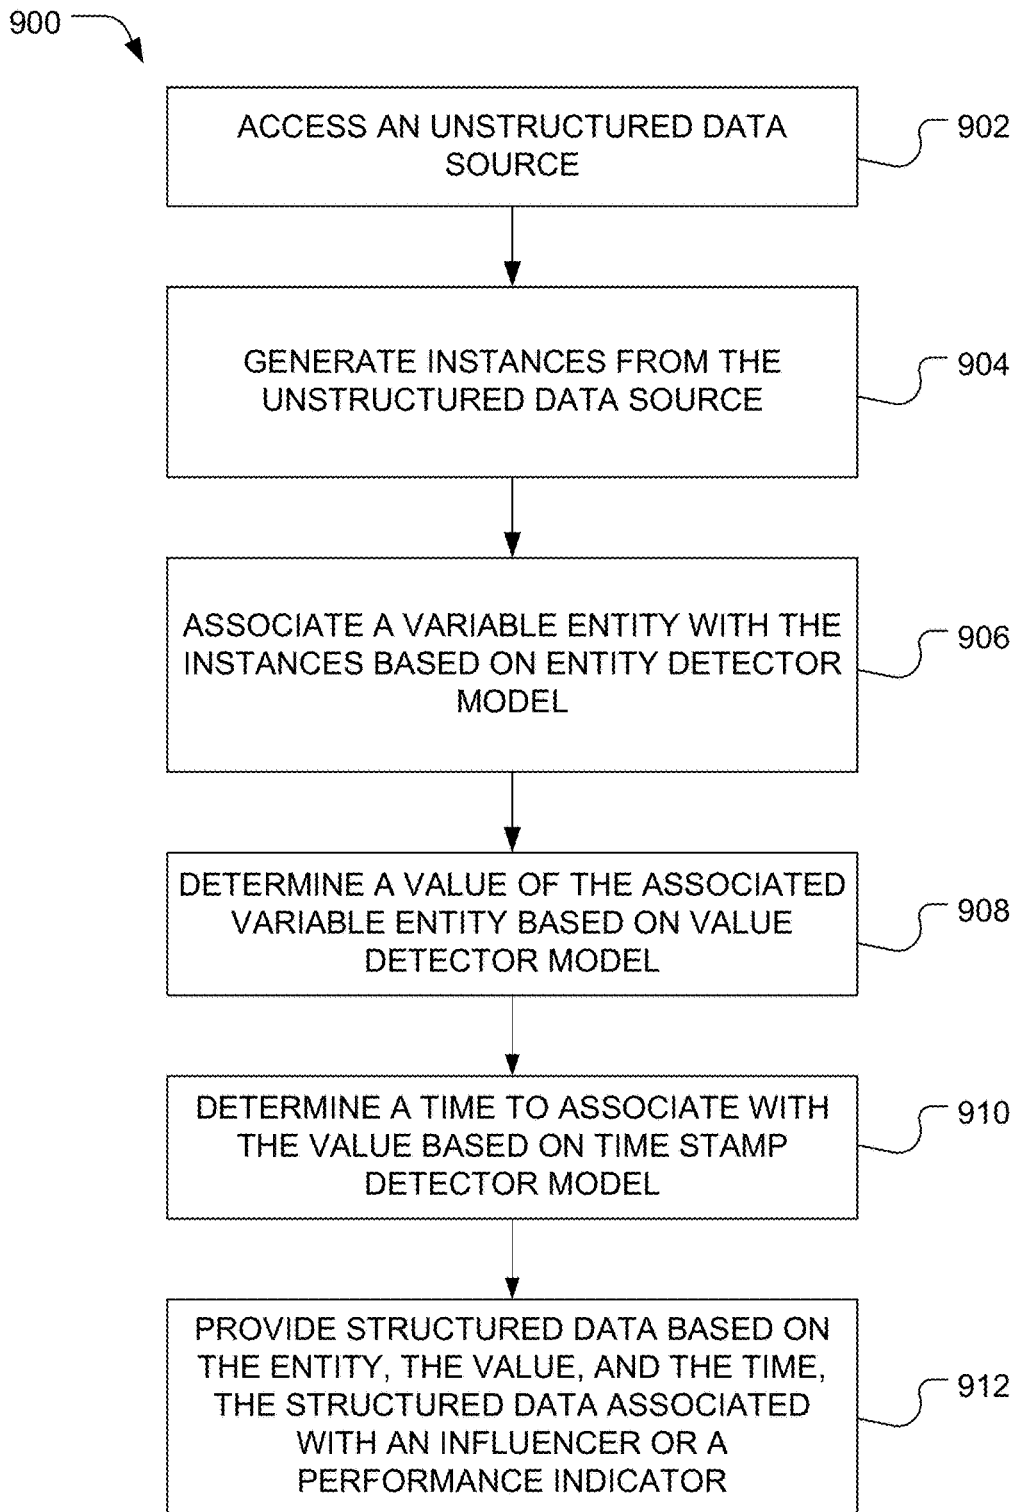 900
ACCESS AN UNSTRUCTURED DATA
SOURCE
902
GENERATE INSTANCES FROM THE
UNSTRUCTURED DATA SOURCE
904
ASSOCIATE A VARIABLE ENTITY WITH THE
INSTANCES BASED ON ENTITY DETECTOR
MODEL
906
DETERMINE A VALUE OF THE ASSOCIATED
VARIABLE ENTITY BASED ON VALUE
DETECTOR MODEL
908
DETERMINE A TIME TO ASSOCIATE WITH
THE VALUE BASED ON TIME STAMP
DETECTOR MODEL
910
PROVIDE STRUCTURED DATA BASED ON
THE ENTITY, THE VALUE, AND THE TIME,
THE STRUCTURED DATA ASSOCIATED
WITH AN INFLUENCER OR A
PERFORMANCE INDICATOR
912